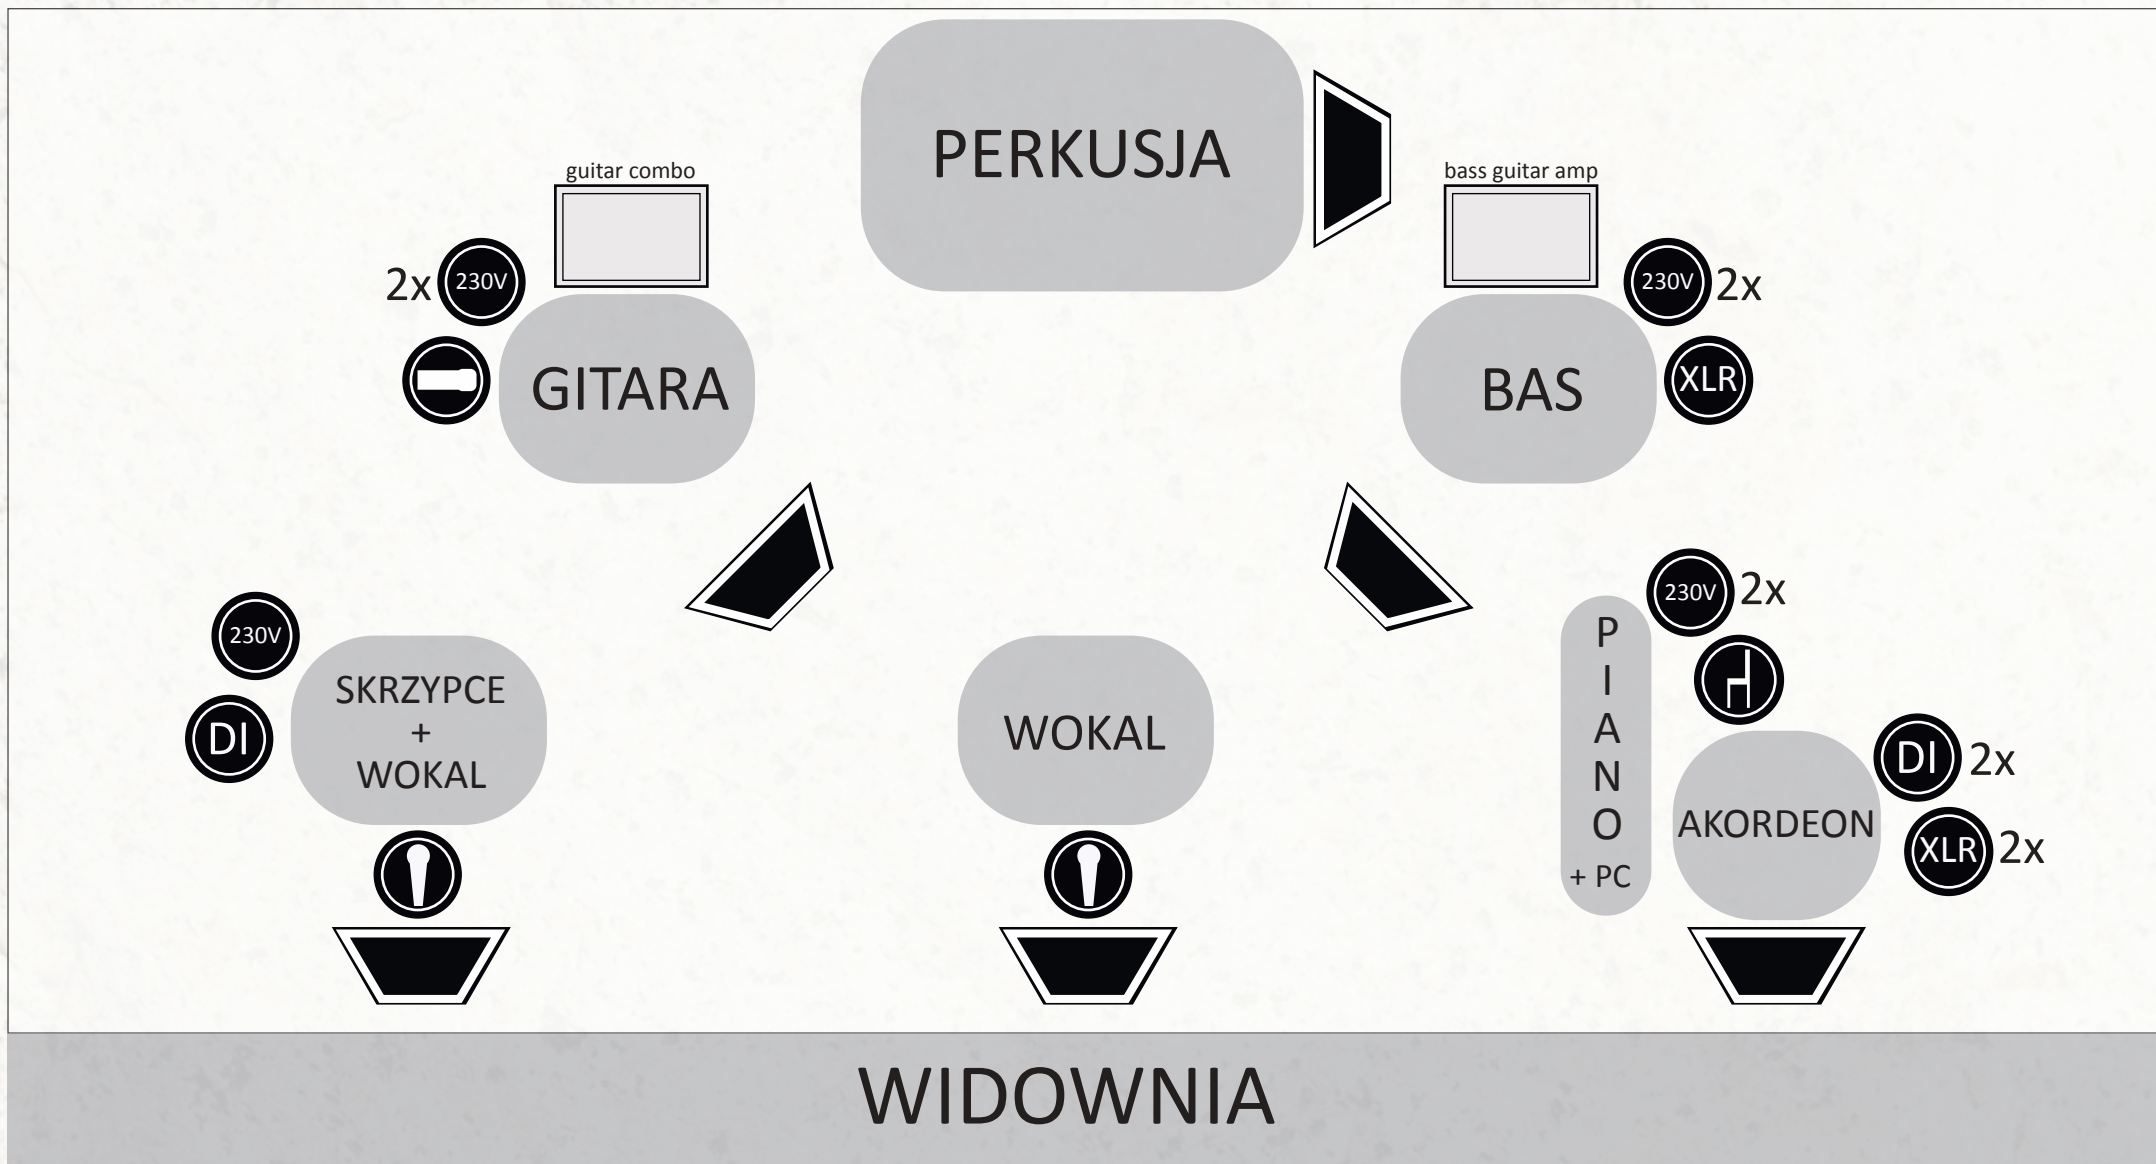 PERKUSJA
guitar combo
bass guitar amp
2x 230V
230V 2x
GITARA
BAS
XLR
230V 2x
230V
SKRZYPCE
+
WOKAL
DI
WOKAL
P
I
A
N
O
+ PC
DI 2x
AKORDEON
XLR 2x
WIDOWNIA